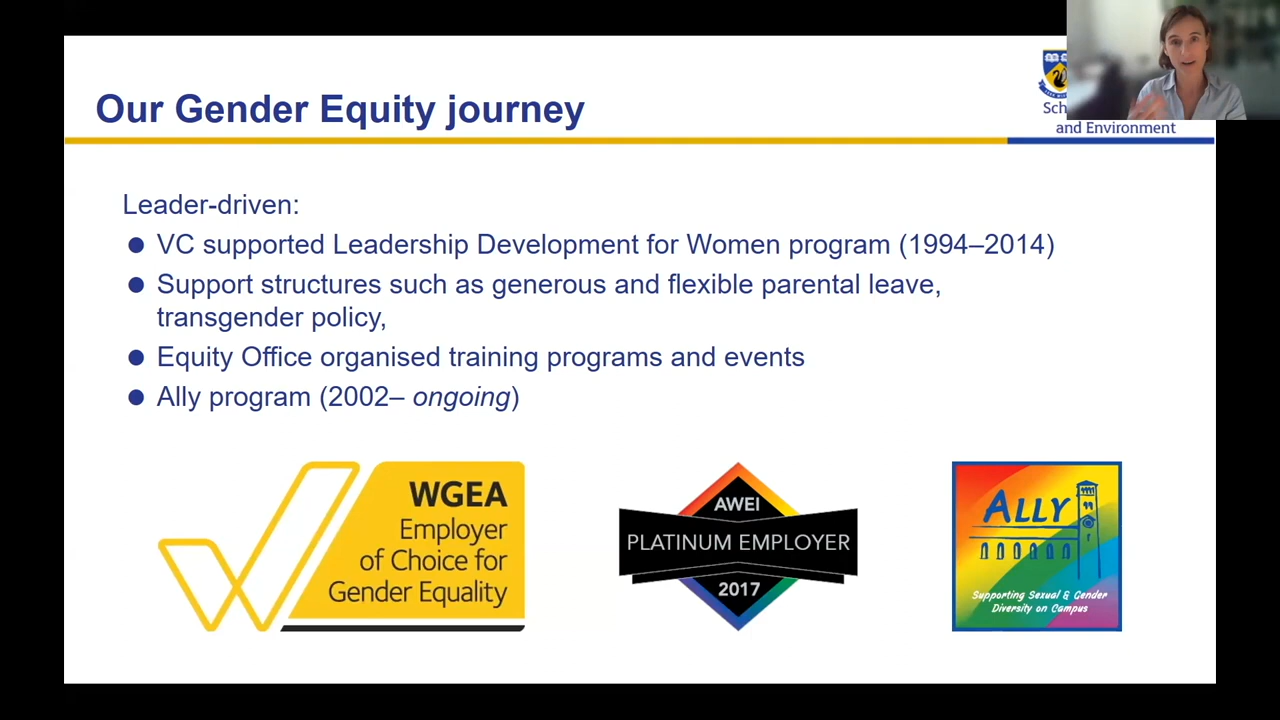 Our Gender Equity journey
and Environment
Leader-driven:
● VC supported Leadership Development for Women program (1994–2014)
● Support structures such as generous and flexible parental leave,
transgender policy,
● Equity Office organised training programs and events
● Ally program (2002– ongoing)
WGEA
Employer
of Choice for
Gender Equality
AWEI
PLATINUM EMPLOYER
2017
ALLY
Supporting Sexual & Gender
Diversity on Campus